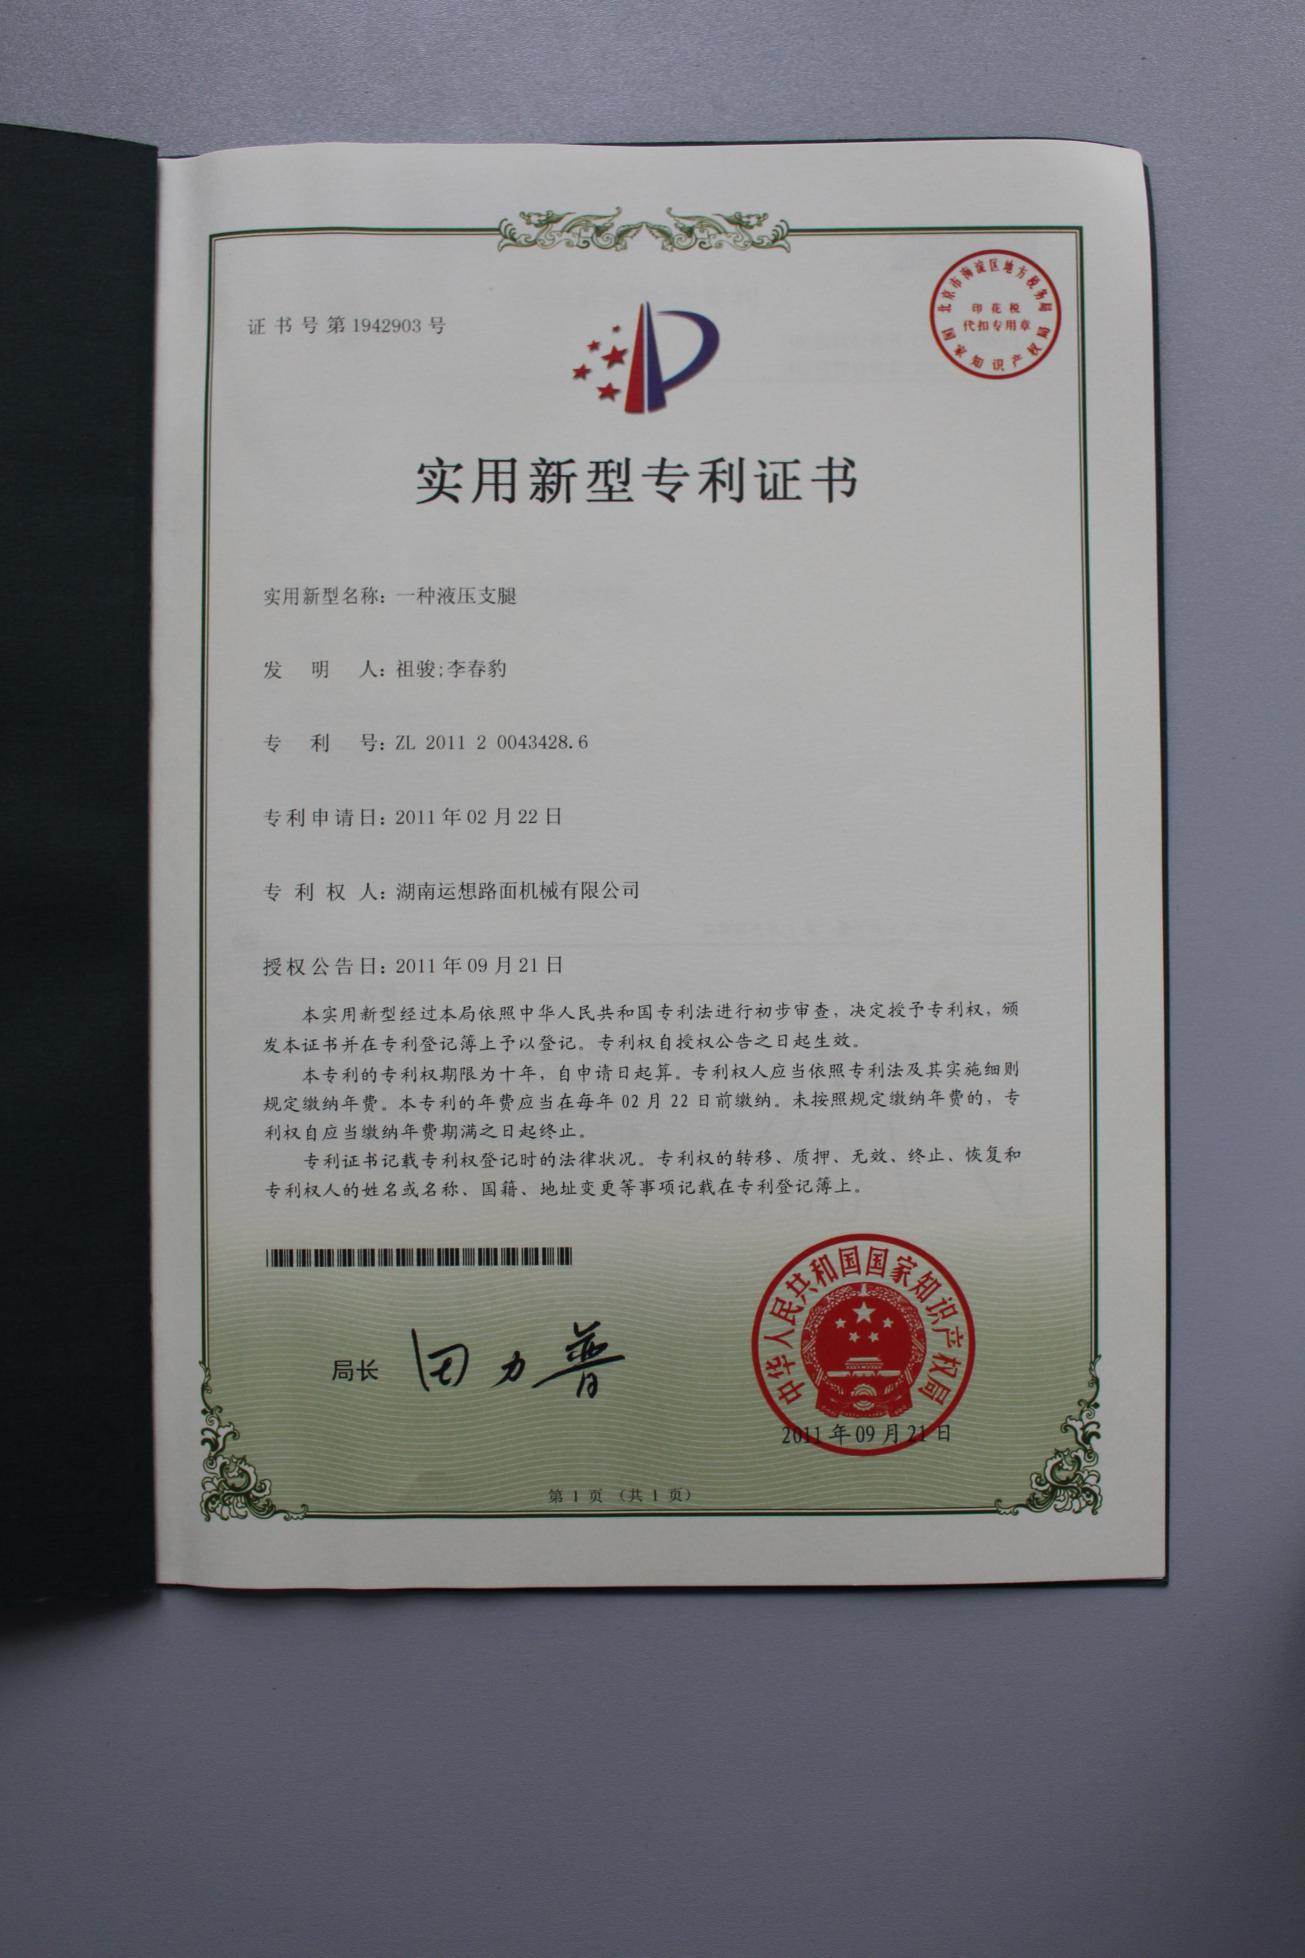 北京市海淀区地方税务局
印花税
代扣专用章
国家知识产权局
证书号第1942903号
实用新型专利证书
实用新型名称：一种液压支腿
发明人：祖骏;李春豹
专利号：ZL 2011 2 0043428.6
专利申请日：2011年02月22日
专利权人：湖南运想路面机械有限公司
授权公告日：2011年09月21日
本实用新型经过本局依照中华人民共和国专利法进行初步审查，决定授予专利权，颁
发本证书并在专利登记簿上予以登记。专利权自授权公告之日起生效。
本专利的专利权期限为十年，自申请日起算。专利权人应当依照专利法及其实施细则
规定缴纳年费。本专利的年费应当在每年02月22日前缴纳。未按照规定缴纳年费的，专
利权自应当缴纳年费期满之日起终止。
专利证书记载专利权登记时的法律状况。专利权的转移、质押、无效、终止、恢复和
专利权人的姓名或名称、国籍、地址变更等事项记载在专利登记簿上。
局长 田力普
中华人民共和国国家知识产权局
2011年09月21日
第1页（共1页）